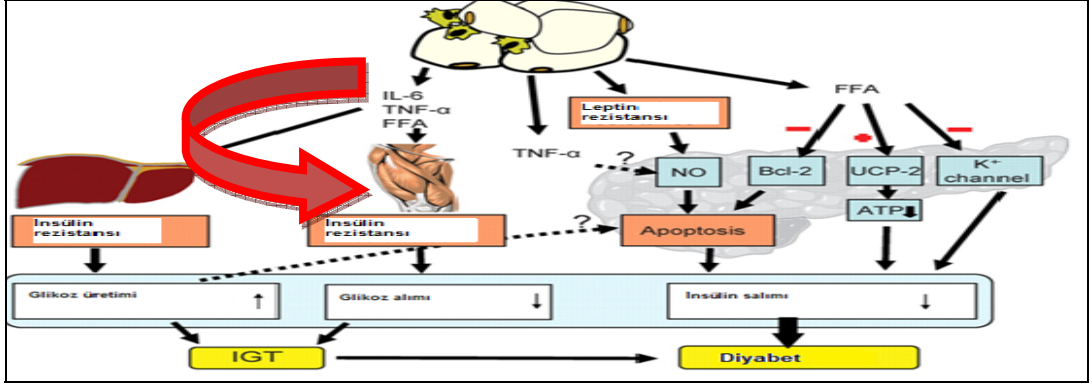 IL-6
TNF-α
FFA
Leptin
rezistansı
FFA
TNF-α
?
NO
Bcl-2
UCP-2
K⁺
channel
ATP
İnsülin
rezistansı
İnsülin
rezistansı
?
Apoptosis
Glikoz üretimi ↑
Glikoz alımı ↓
İnsülin salımı ↓
IGT
Diyabet